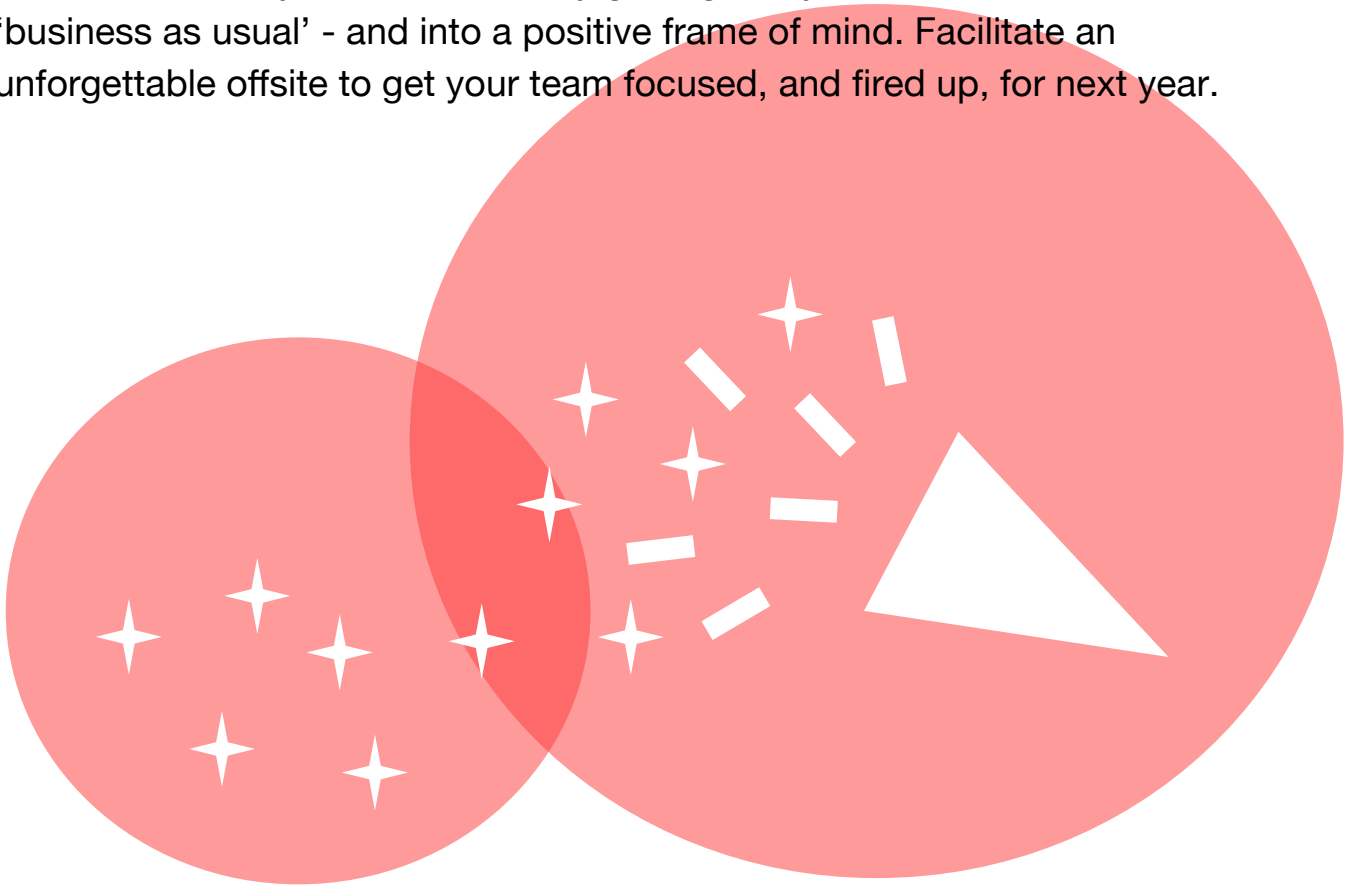 'business as usual' - and into a positive frame of mind. Facilitate an
unforgettable offsite to get your team focused, and fired up, for next year.